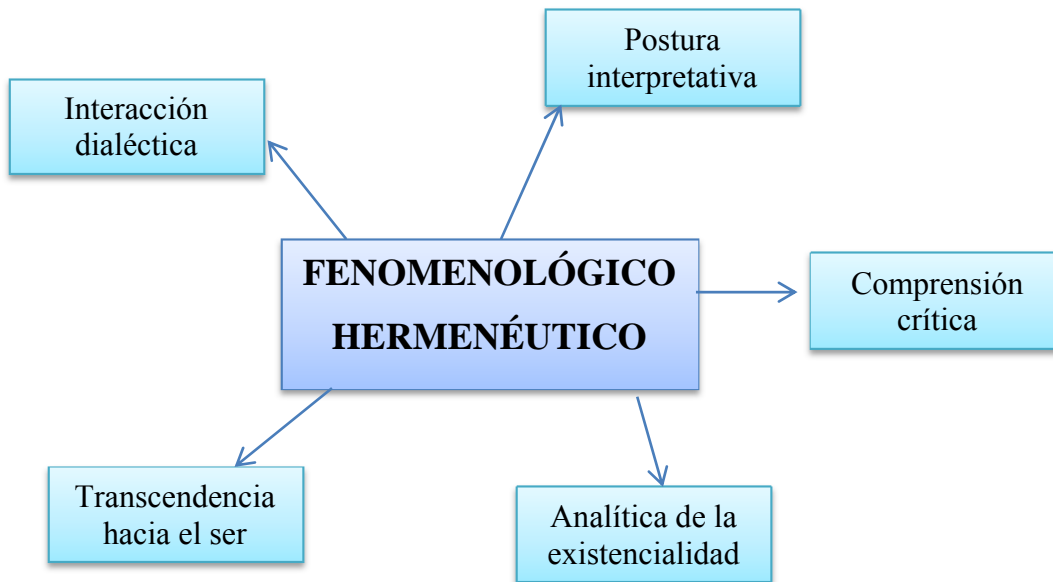 Postura
interpretativa
Interacción
dialéctica
FENOMENOLÓGICO
HERMENÉUTICO
Comprensión
crítica
Transcendencia
hacia el ser
Analítica de la
existencialidad